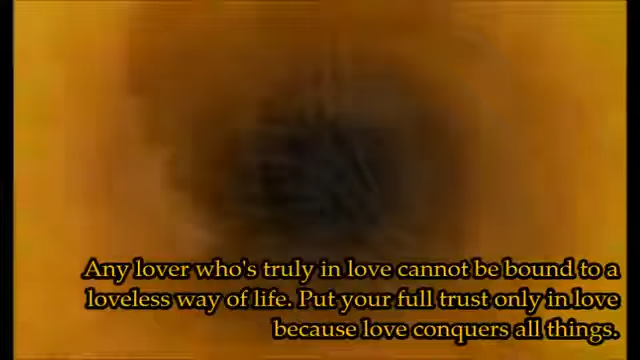 Any lover who's truly in love cannot be bound to a
loveless way of life. Put your full trust only in love
because love conquers all things.